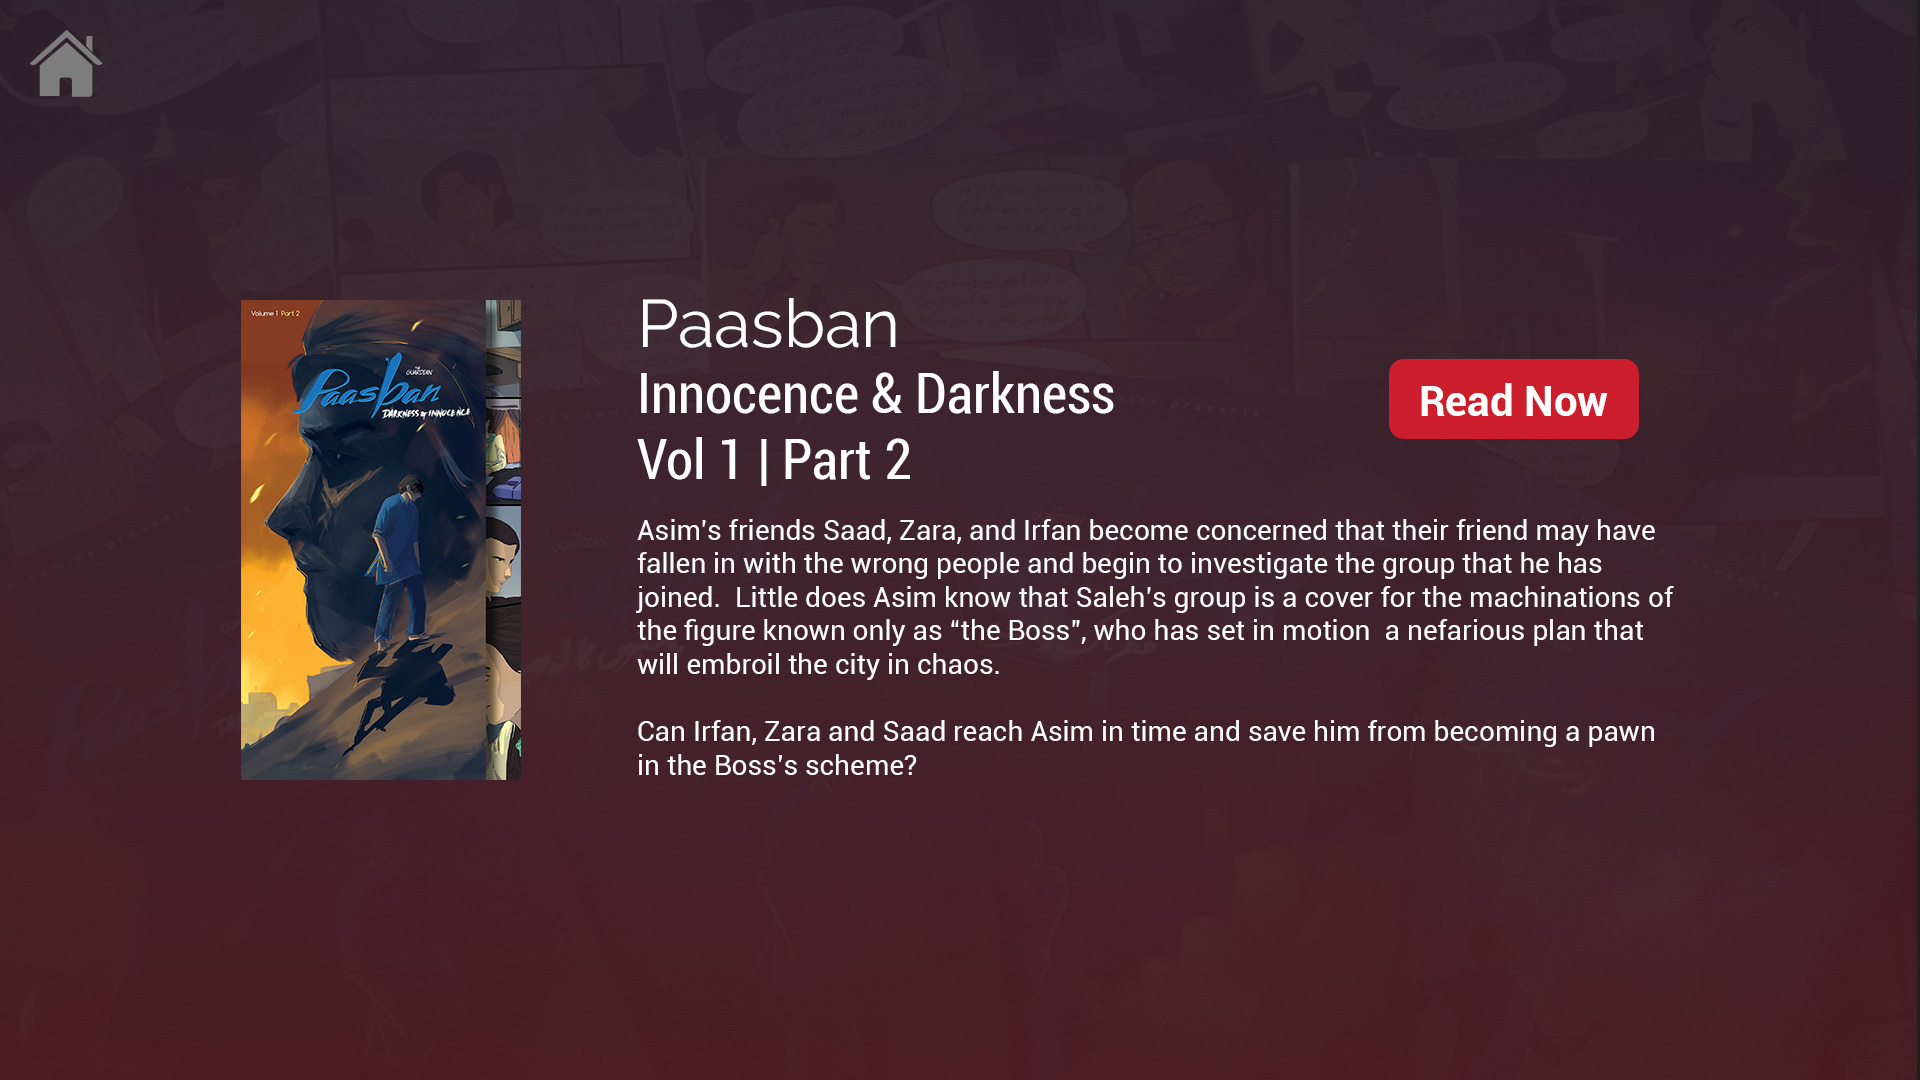 Volume 1 Part 2
THE
GUARDIAN
Paasban
DARKNESS of INNOCENCE
Paasban
Innocence & Darkness
Vol 1 | Part 2
Read Now
Asim's friends Saad, Zara, and Irfan become concerned that their friend may have
fallen in with the wrong people and begin to investigate the group that he has
joined.  Little does Asim know that Saleh's group is a cover for the machinations of
the figure known only as “the Boss”, who has set in motion  a nefarious plan that
will embroil the city in chaos.
Can Irfan, Zara and Saad reach Asim in time and save him from becoming a pawn
in the Boss's scheme?